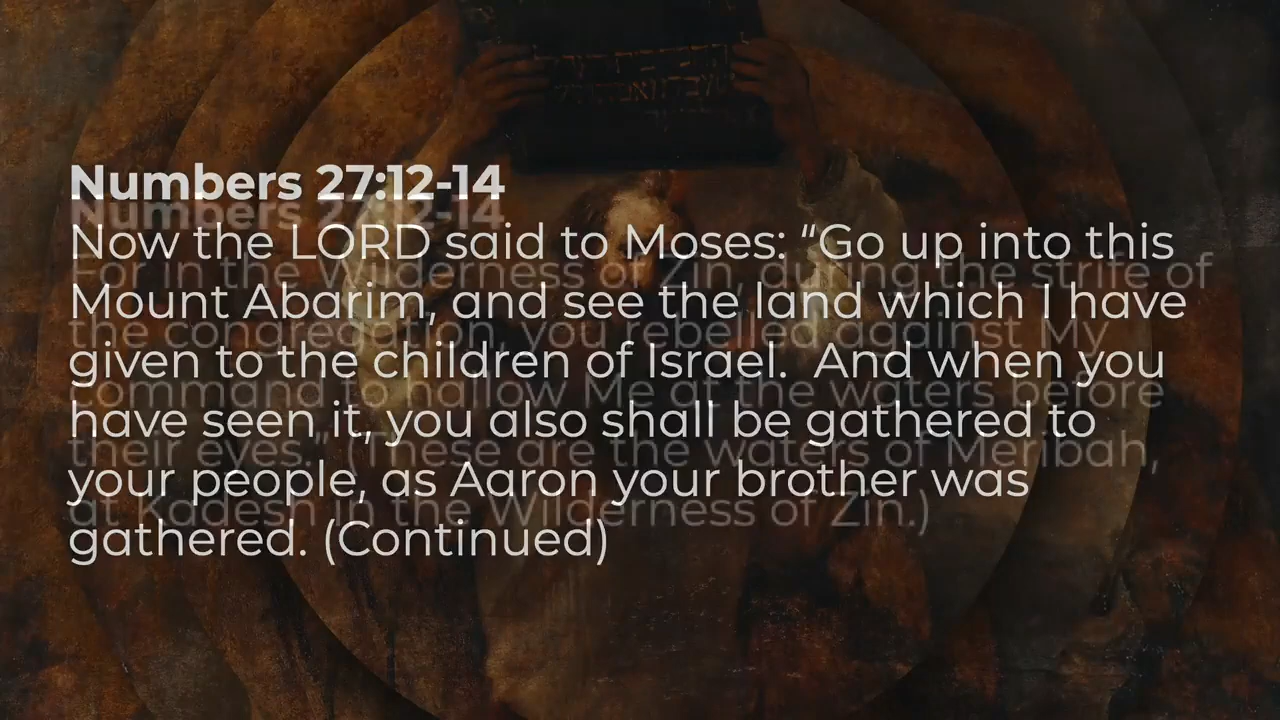 Numbers 27:12-14
Now the LORD said to Moses: “Go up into this
Mount Abarim, and see the land which I have
given to the children of Israel.  And when you
have seen it, you also shall be gathered to
your people, as Aaron your brother was
gathered. (Continued)
Numbers 27:12-14
For in the Wilderness of Zin, during the strife of
the congregation, you rebelled against My
command to hallow Me at the waters before
their eyes.” (These are the waters of Meribah,
at Kadesh in the Wilderness of Zin.)